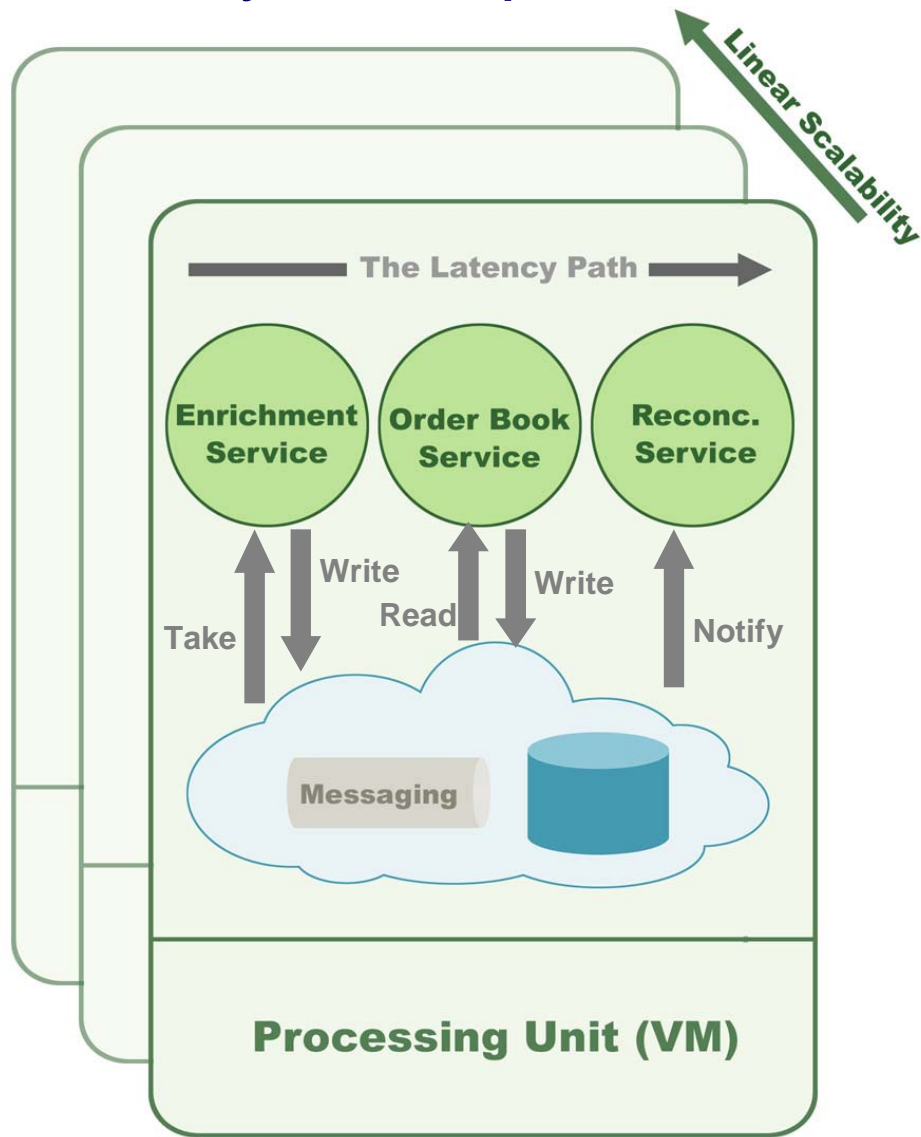 Linear Scalability
The Latency Path
Enrichment
Service
Order Book
Service
Reconc.
Service
Take
Write
Read
Write
Notify
Messaging
Processing Unit (VM)